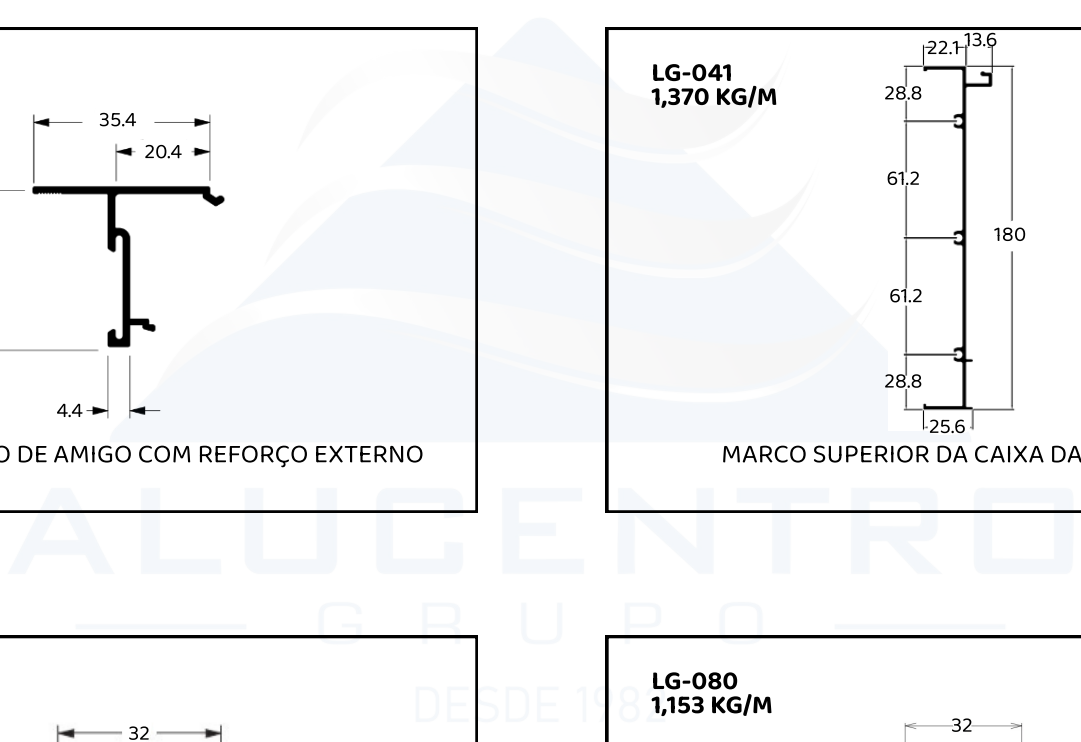 35.4
20.4
4.4
O DE AMIGO COM REFORÇO EXTERNO
LG-041
1,370 KG/M
22.1
13.6
28.8
61.2
180
61.2
28.8
25.6
MARCO SUPERIOR DA CAIXA DA
ALUCENTRO
GRUPO
DESDE 1982
32
LG-080
1,153 KG/M
32